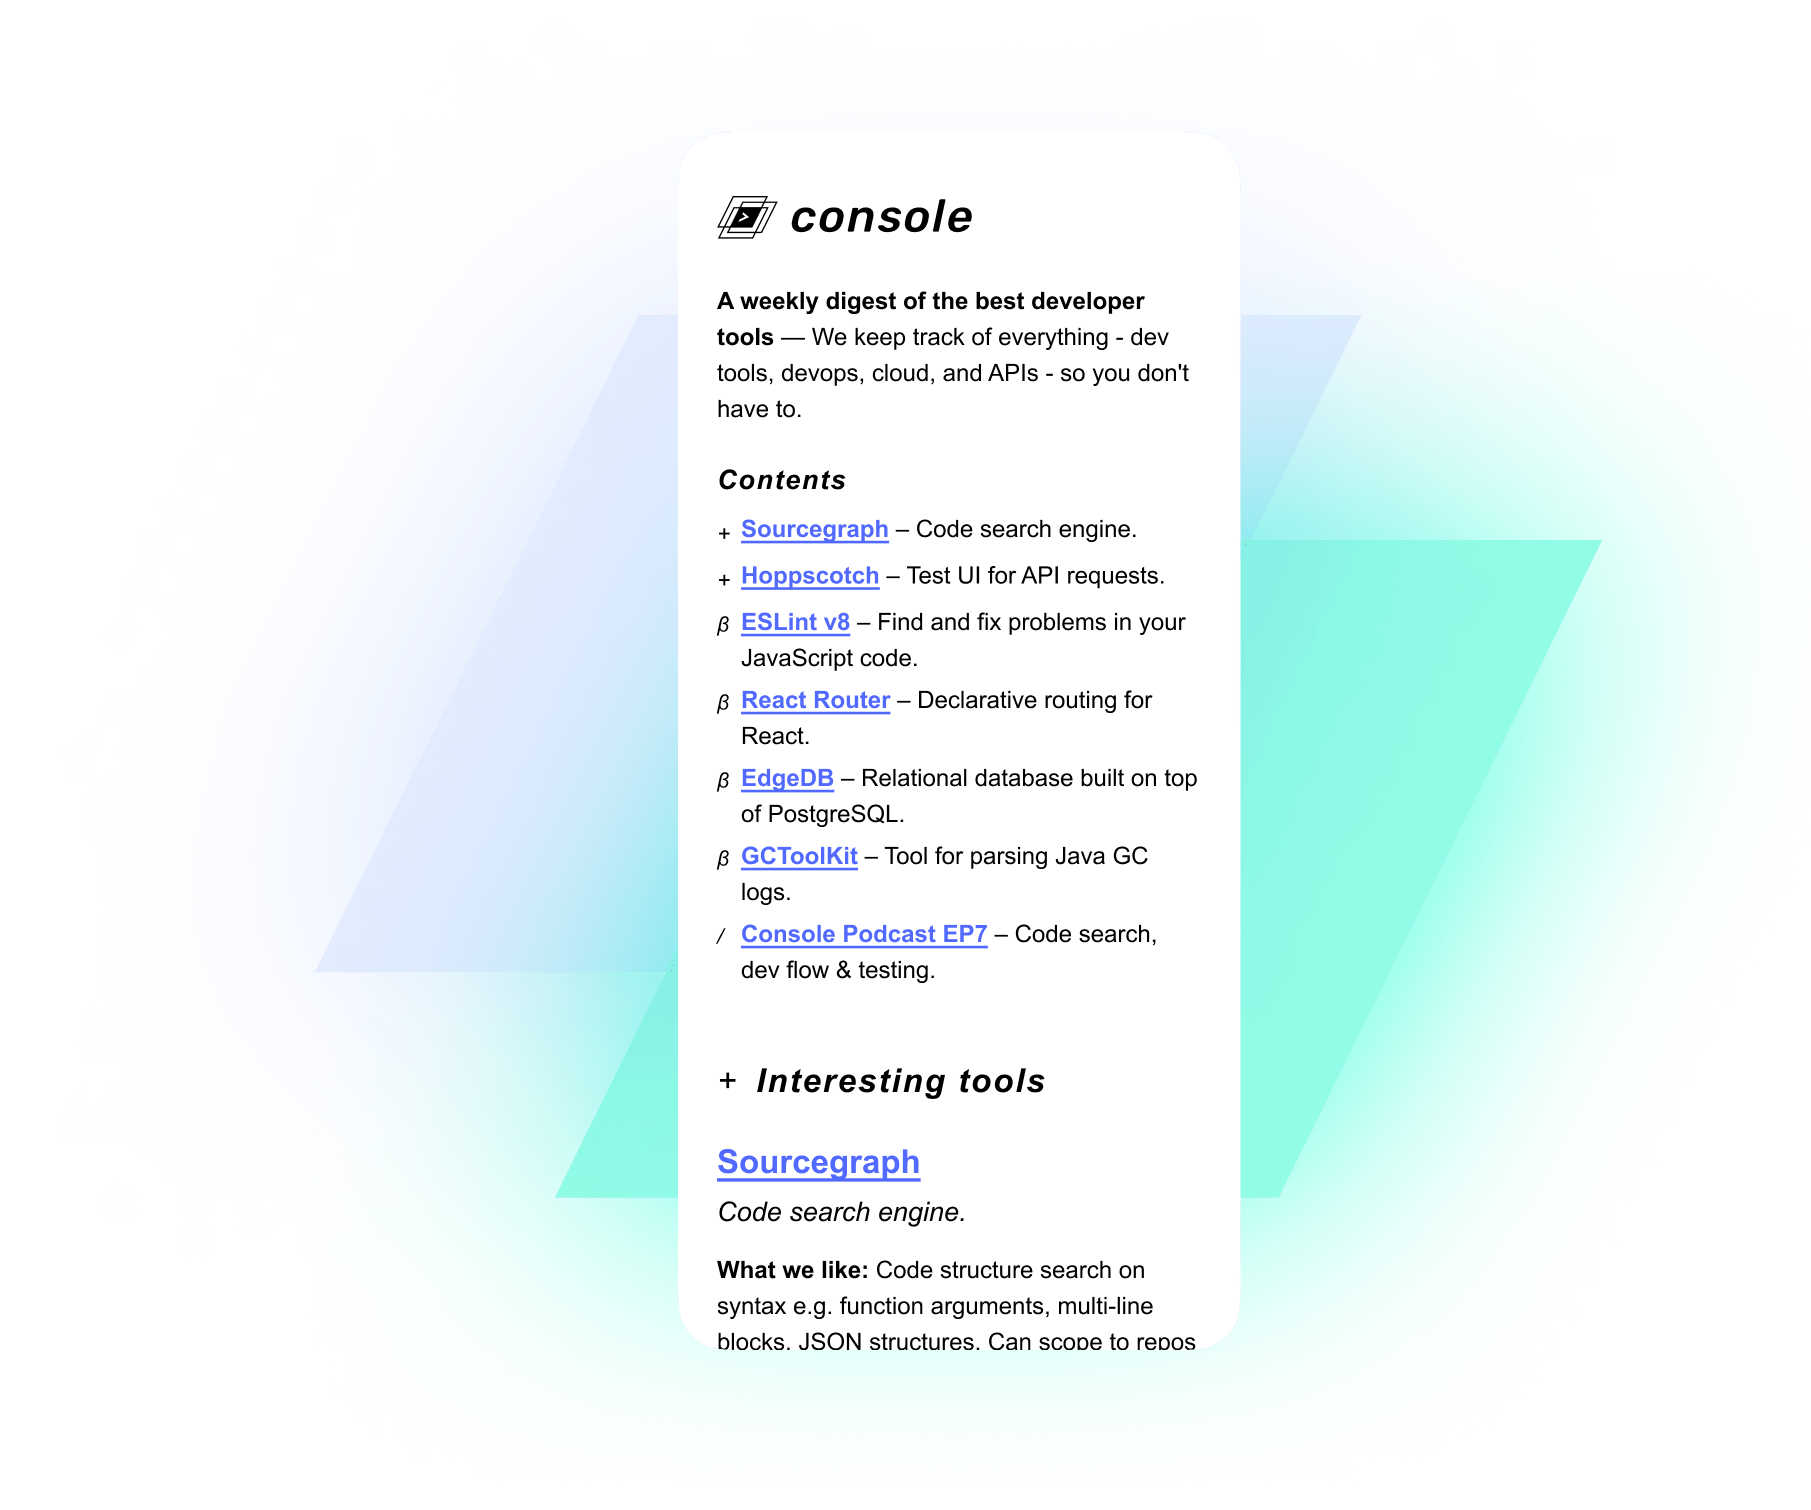 console
A weekly digest of the best developer
tools — We keep track of everything - dev
tools, devops, cloud, and APIs - so you don't
have to.
Contents
+ Sourcegraph – Code search engine.
+ Hoppscotch – Test UI for API requests.
β ESLint v8 – Find and fix problems in your
JavaScript code.
β React Router – Declarative routing for
React.
β EdgeDB – Relational database built on top
of PostgreSQL.
β GCToolKit – Tool for parsing Java GC
logs.
/ Console Podcast EP7 – Code search,
dev flow & testing.
+ Interesting tools
Sourcegraph
Code search engine.
What we like: Code structure search on
syntax e.g. function arguments, multi-line
blocks, JSON structures. Can scope to repos